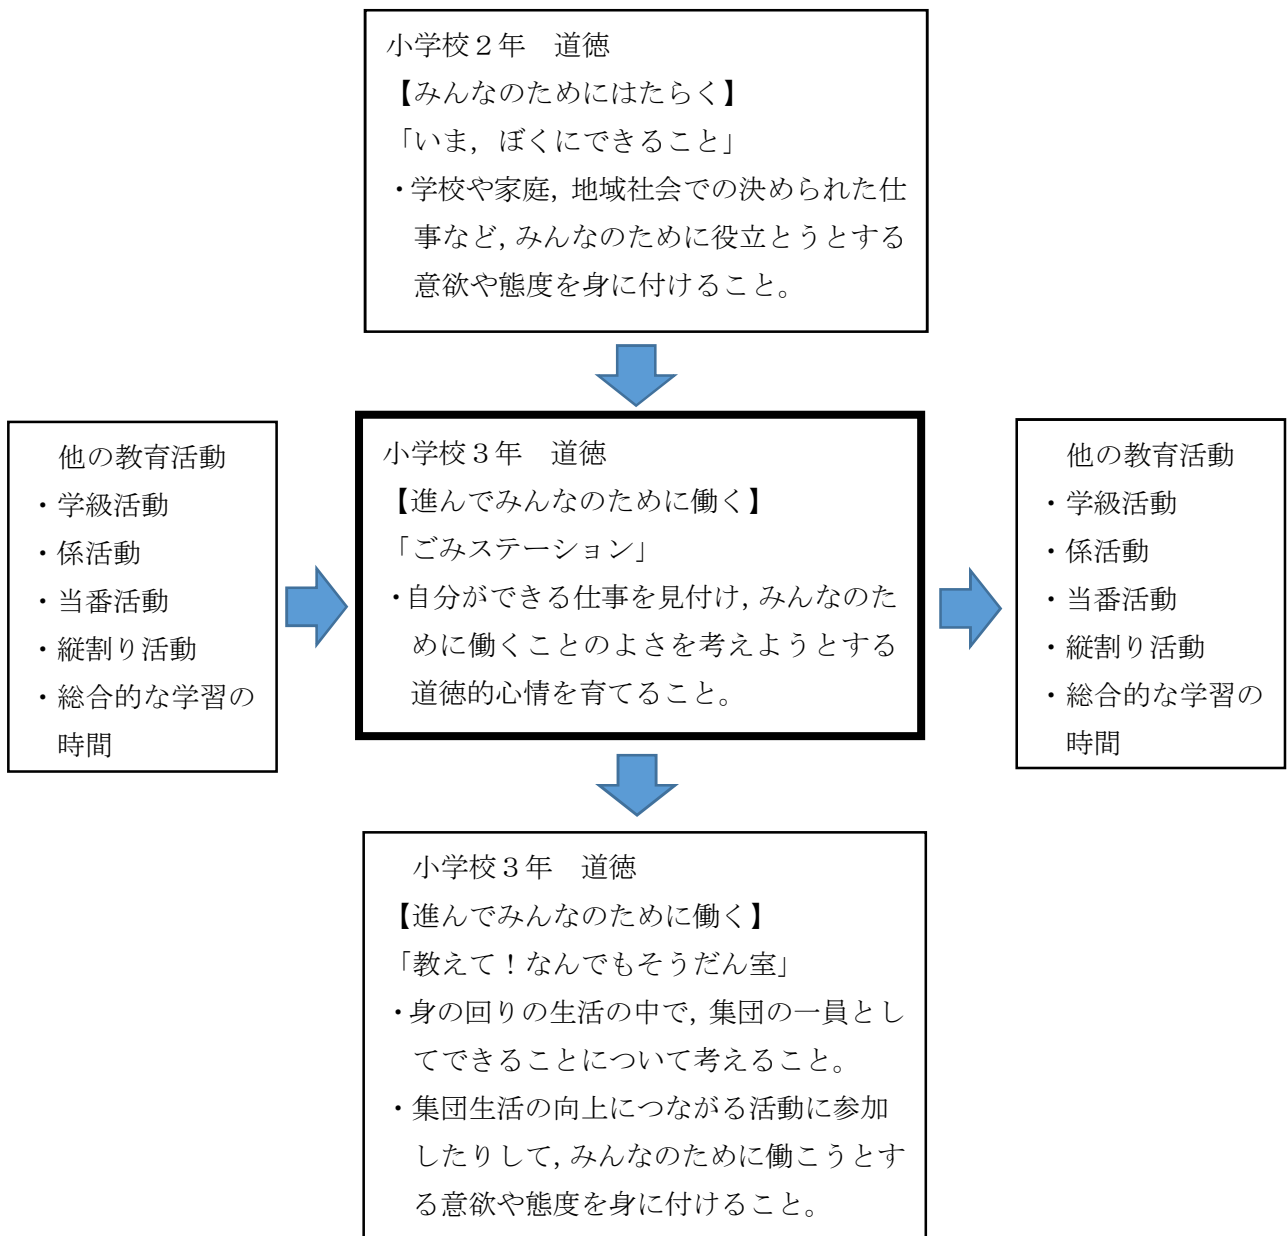 小学校２年　道徳
【みんなのためにはたらく】
「いま，ぼくにできること」
・学校や家庭，地域社会での決められた仕
事など，みんなのために役立とうとする
意欲や態度を身に付けること。
他の教育活動
・学級活動
・係活動
・当番活動
・縦割り活動
・総合的な学習の
時間
小学校３年　道徳
【進んでみんなのために働く】
「ごみステーション」
・自分ができる仕事を見付け，みんなのた
めに働くことのよさを考えようとする
道徳的心情を育てること。
他の教育活動
・学級活動
・係活動
・当番活動
・縦割り活動
・総合的な学習の
時間
小学校３年　道徳
【進んでみんなのために働く】
「教えて！なんでもそうだん室」
・身の回りの生活の中で，集団の一員とし
てできることについて考えること。
・集団生活の向上につながる活動に参加
したりして，みんなのために働こうとす
る意欲や態度を身に付けること。